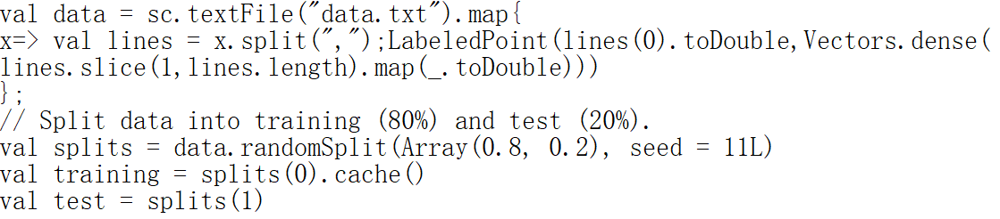 val data = sc.textFile("data.txt").map{
x=> val lines = x.split(",");LabeledPoint(lines(0).toDouble,Vectors.dense(
lines.slice(1,lines.length).map(_.toDouble)))
};
// Split data into training (80%) and test (20%).
val splits = data.randomSplit(Array(0.8, 0.2), seed = 11L)
val training = splits(0).cache()
val test = splits(1)